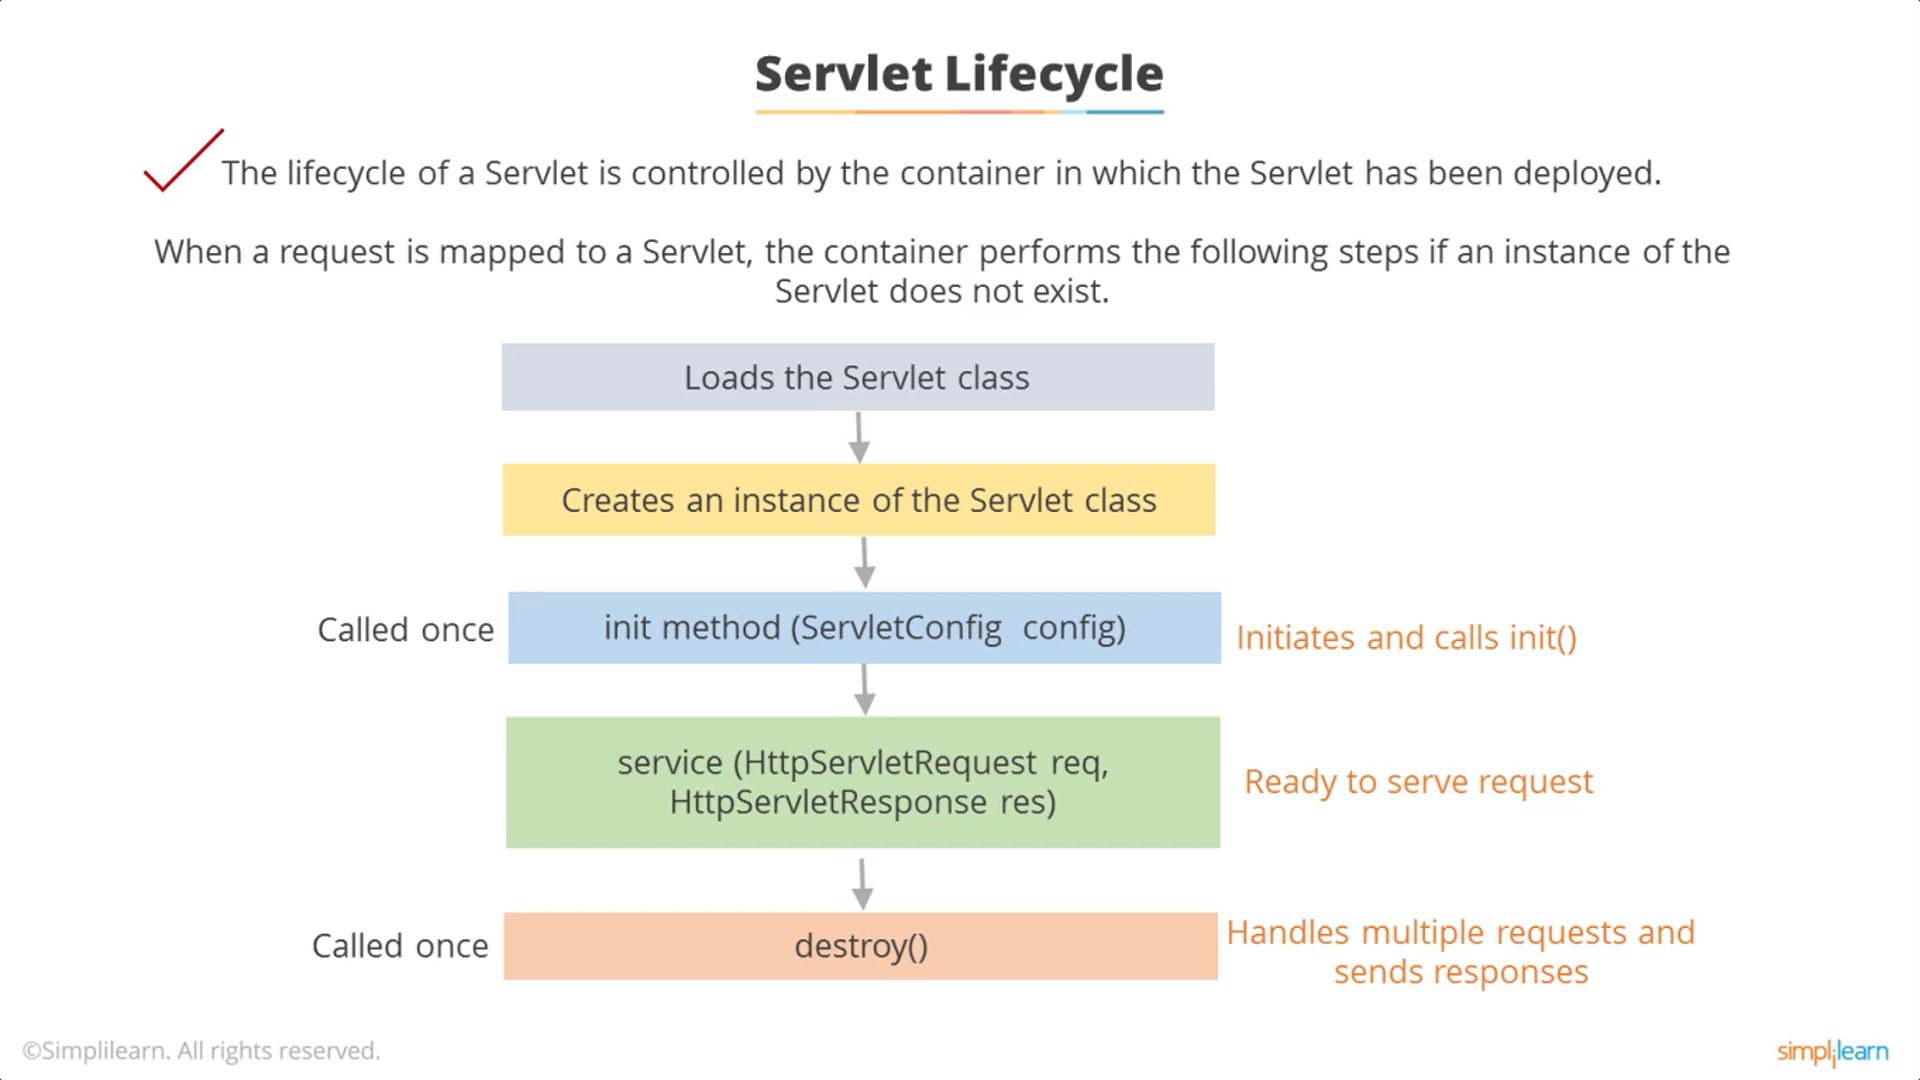 Servlet Lifecycle
The lifecycle of a Servlet is controlled by the container in which the Servlet has been deployed.
When a request is mapped to a Servlet, the container performs the following steps if an instance of the
Servlet does not exist.
Loads the Servlet class
Creates an instance of the Servlet class
Called once
init method (ServletConfig config)
Initiates and calls init()
service (HttpServletRequest req,
HttpServletResponse res)
Ready to serve request
Called once
destroy()
Handles multiple requests and
sends responses
©Simplilearn. All rights reserved.
simplilearn